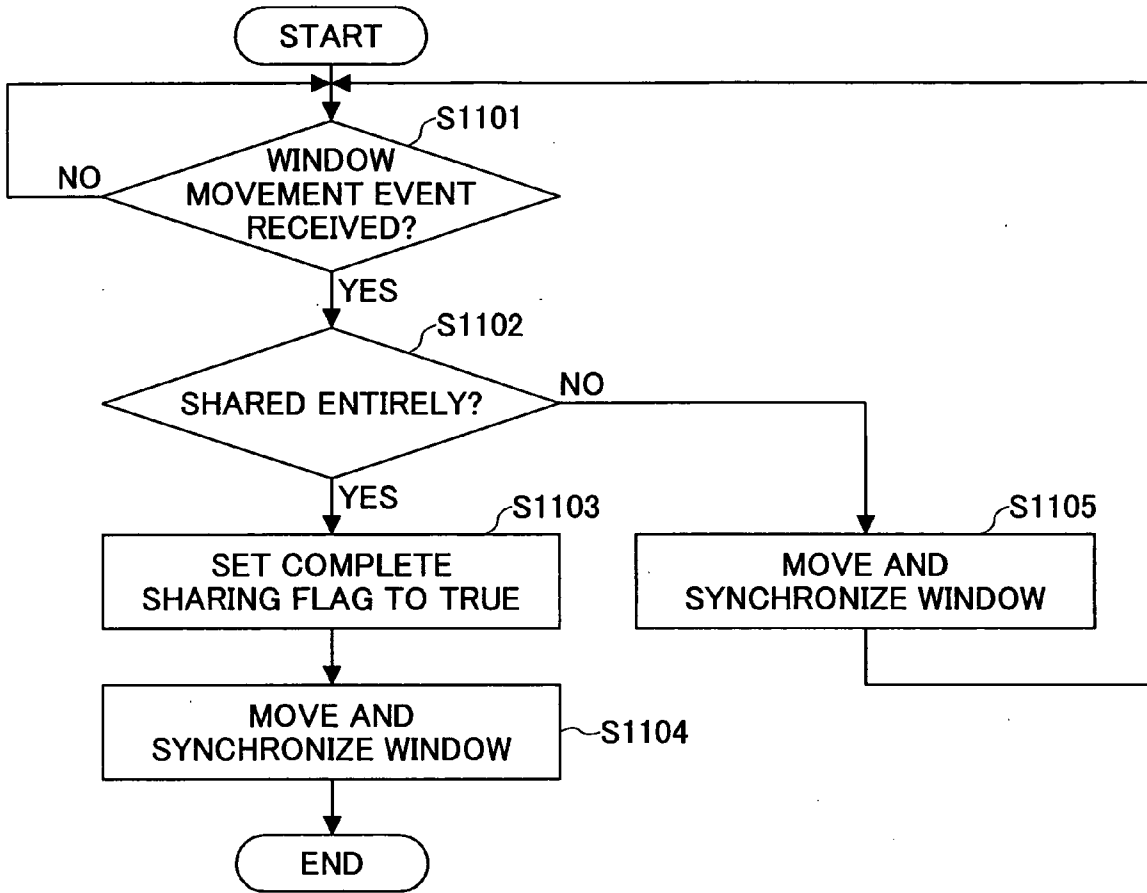 START
S1101
WINDOW
MOVEMENT EVENT
RECEIVED?
NO
YES
S1102
SHARED ENTIRELY?
NO
YES
S1103
SET COMPLETE
SHARING FLAG TO TRUE
S1105
MOVE AND
SYNCHRONIZE WINDOW
MOVE AND
SYNCHRONIZE WINDOW
S1104
END